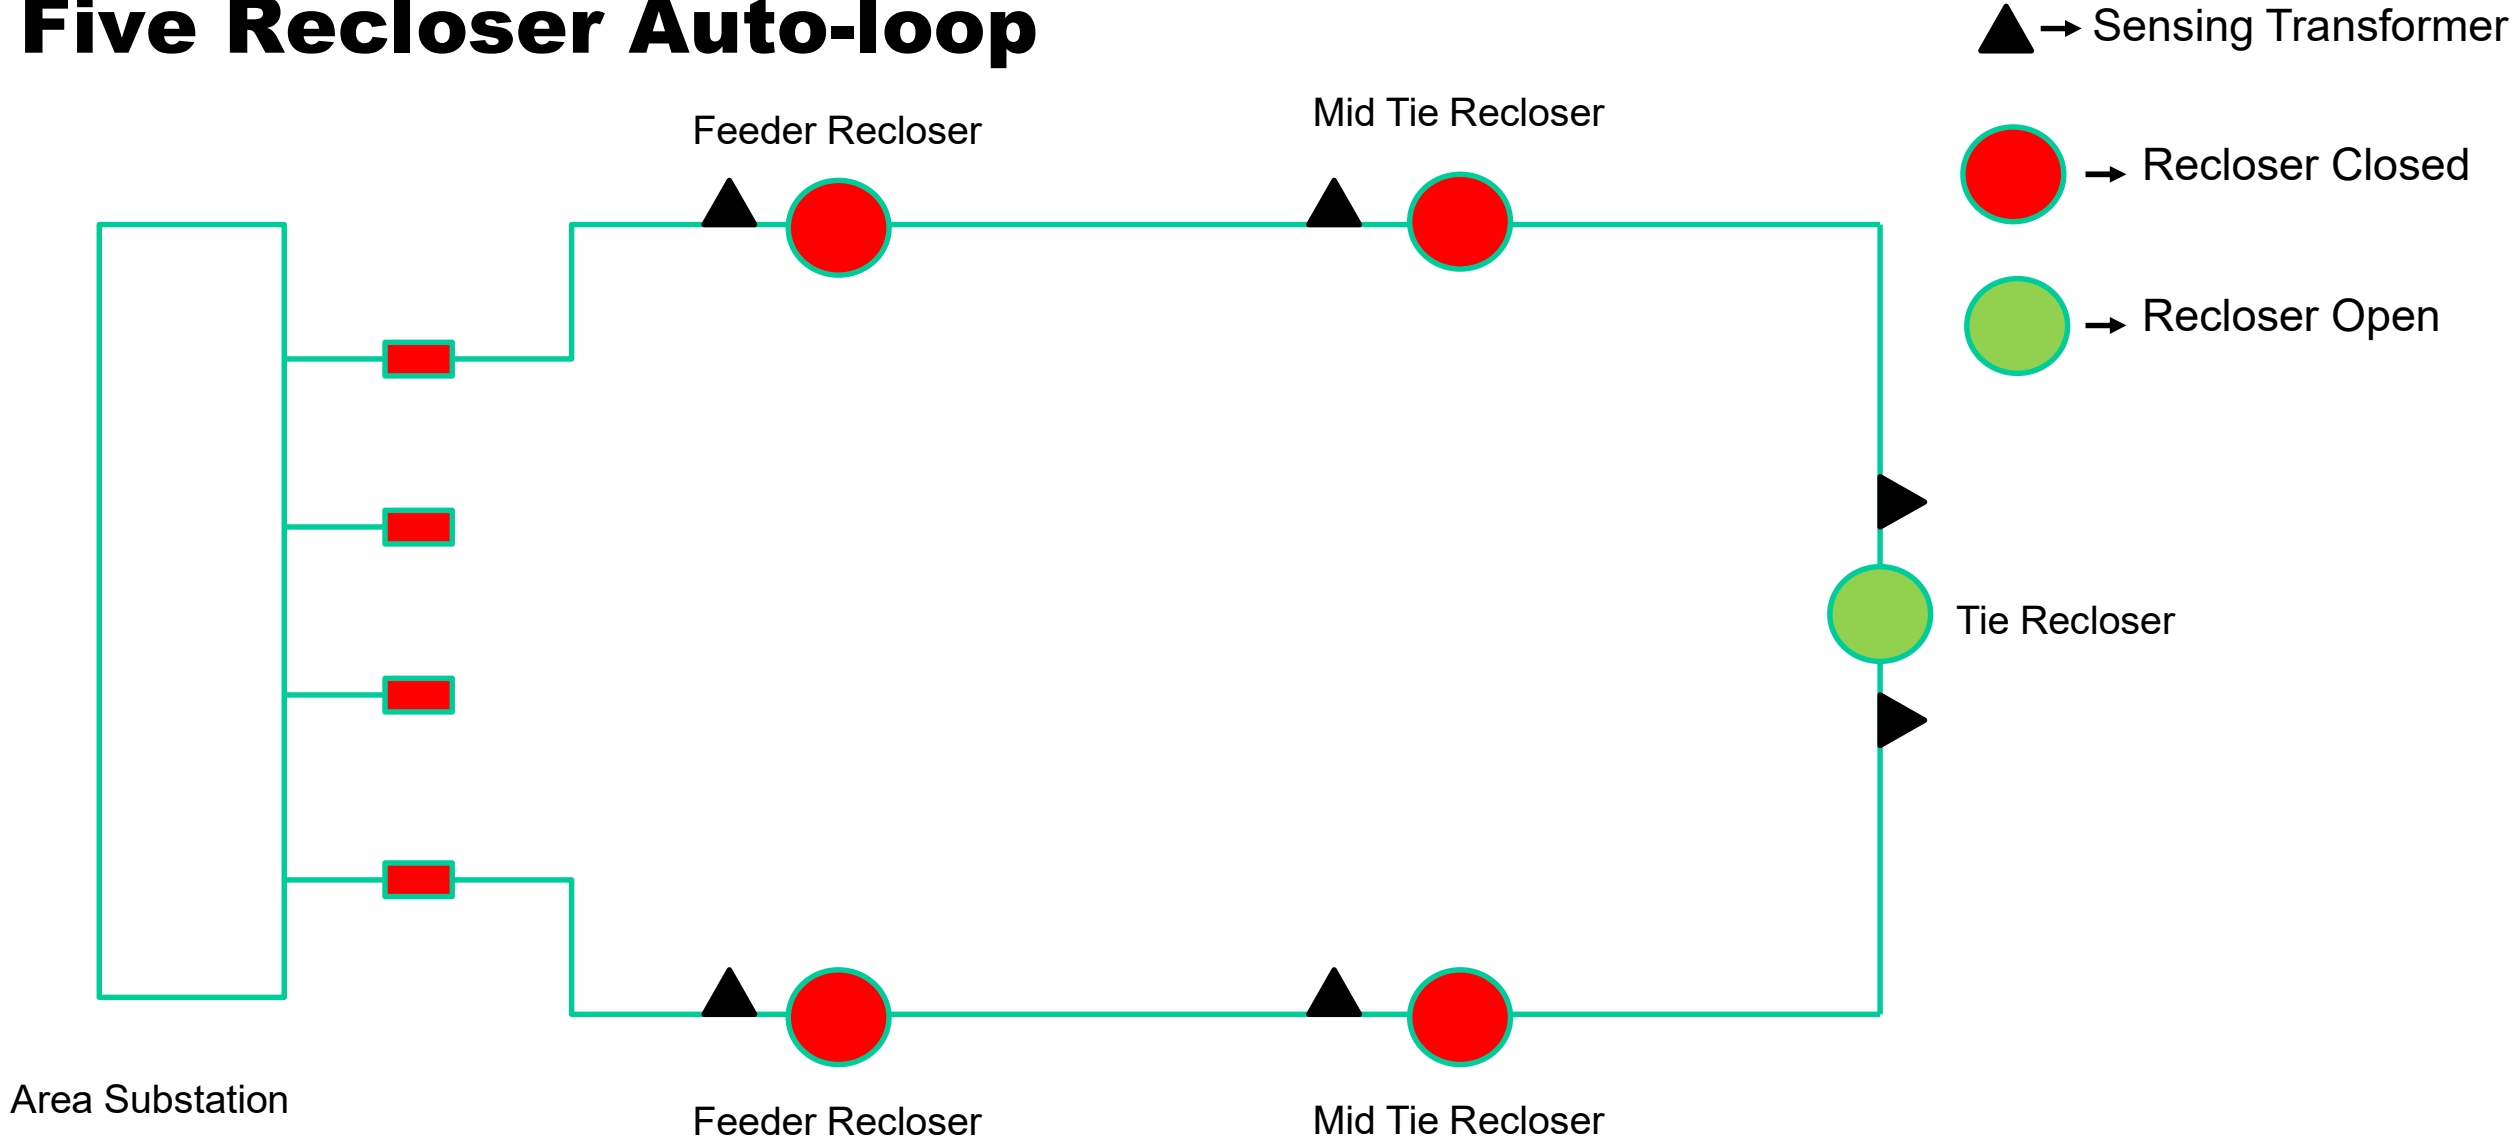 Five Recloser Auto-loop
Sensing Transformer
Mid Tie Recloser
Feeder Recloser
Recloser Closed
Recloser Open
Tie Recloser
Area Substation
Feeder Recloser
Mid Tie Recloser